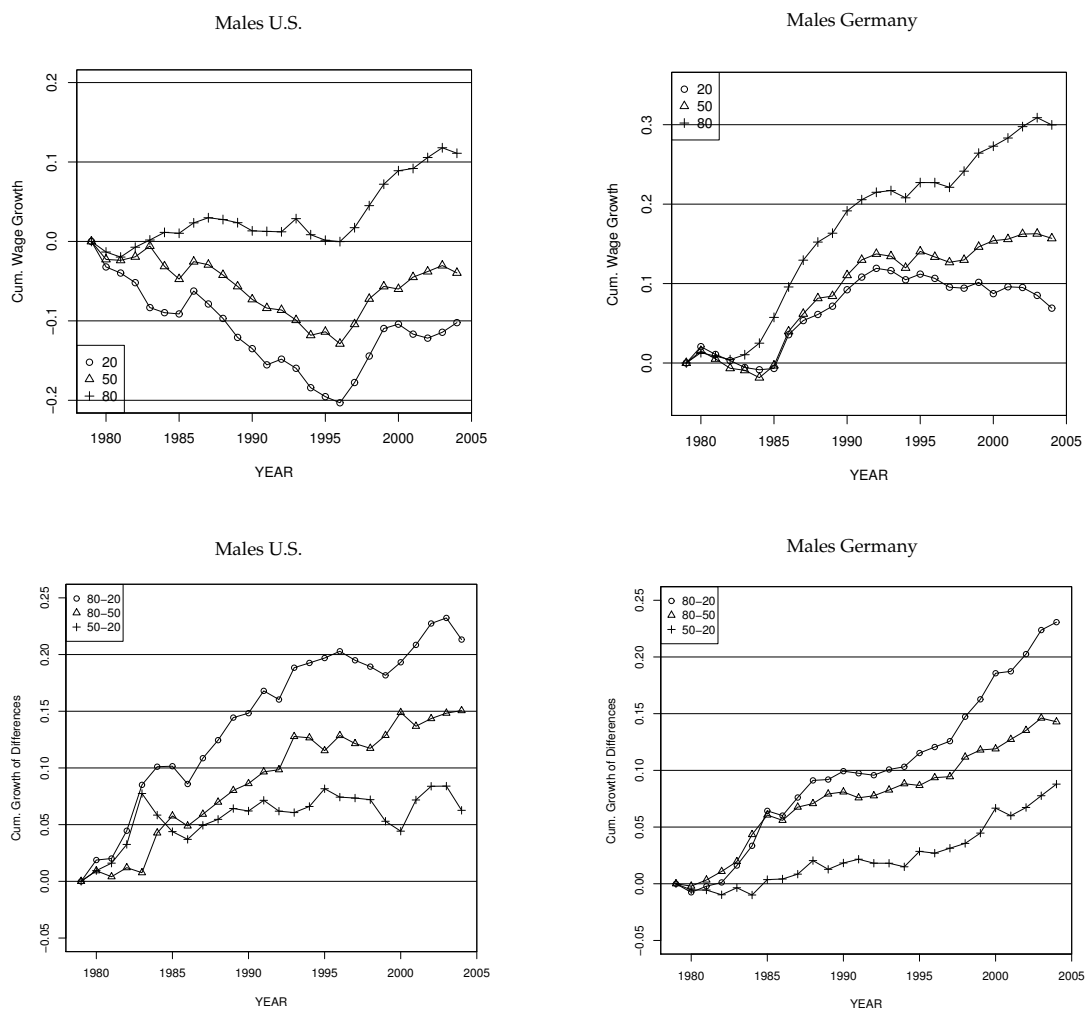 Males U.S.
Cum. Wage Growth
0.2
0.1
0.0
−0.1
−0.2
20
50
80
1980 1985 1990 1995 2000 2005
YEAR
Males Germany
Cum. Wage Growth
0.3
0.2
0.1
0.0
20
50
80
1980 1985 1990 1995 2000 2005
YEAR
Males U.S.
Cum. Growth of Differences
0.25
0.20
0.15
0.10
0.05
0.00
−0.05
80−20
80−50
50−20
1980 1985 1990 1995 2000 2005
YEAR
Males Germany
Cum. Growth of Differences
0.25
0.20
0.15
0.10
0.05
0.00
−0.05
80−20
80−50
50−20
1980 1985 1990 1995 2000 2005
YEAR